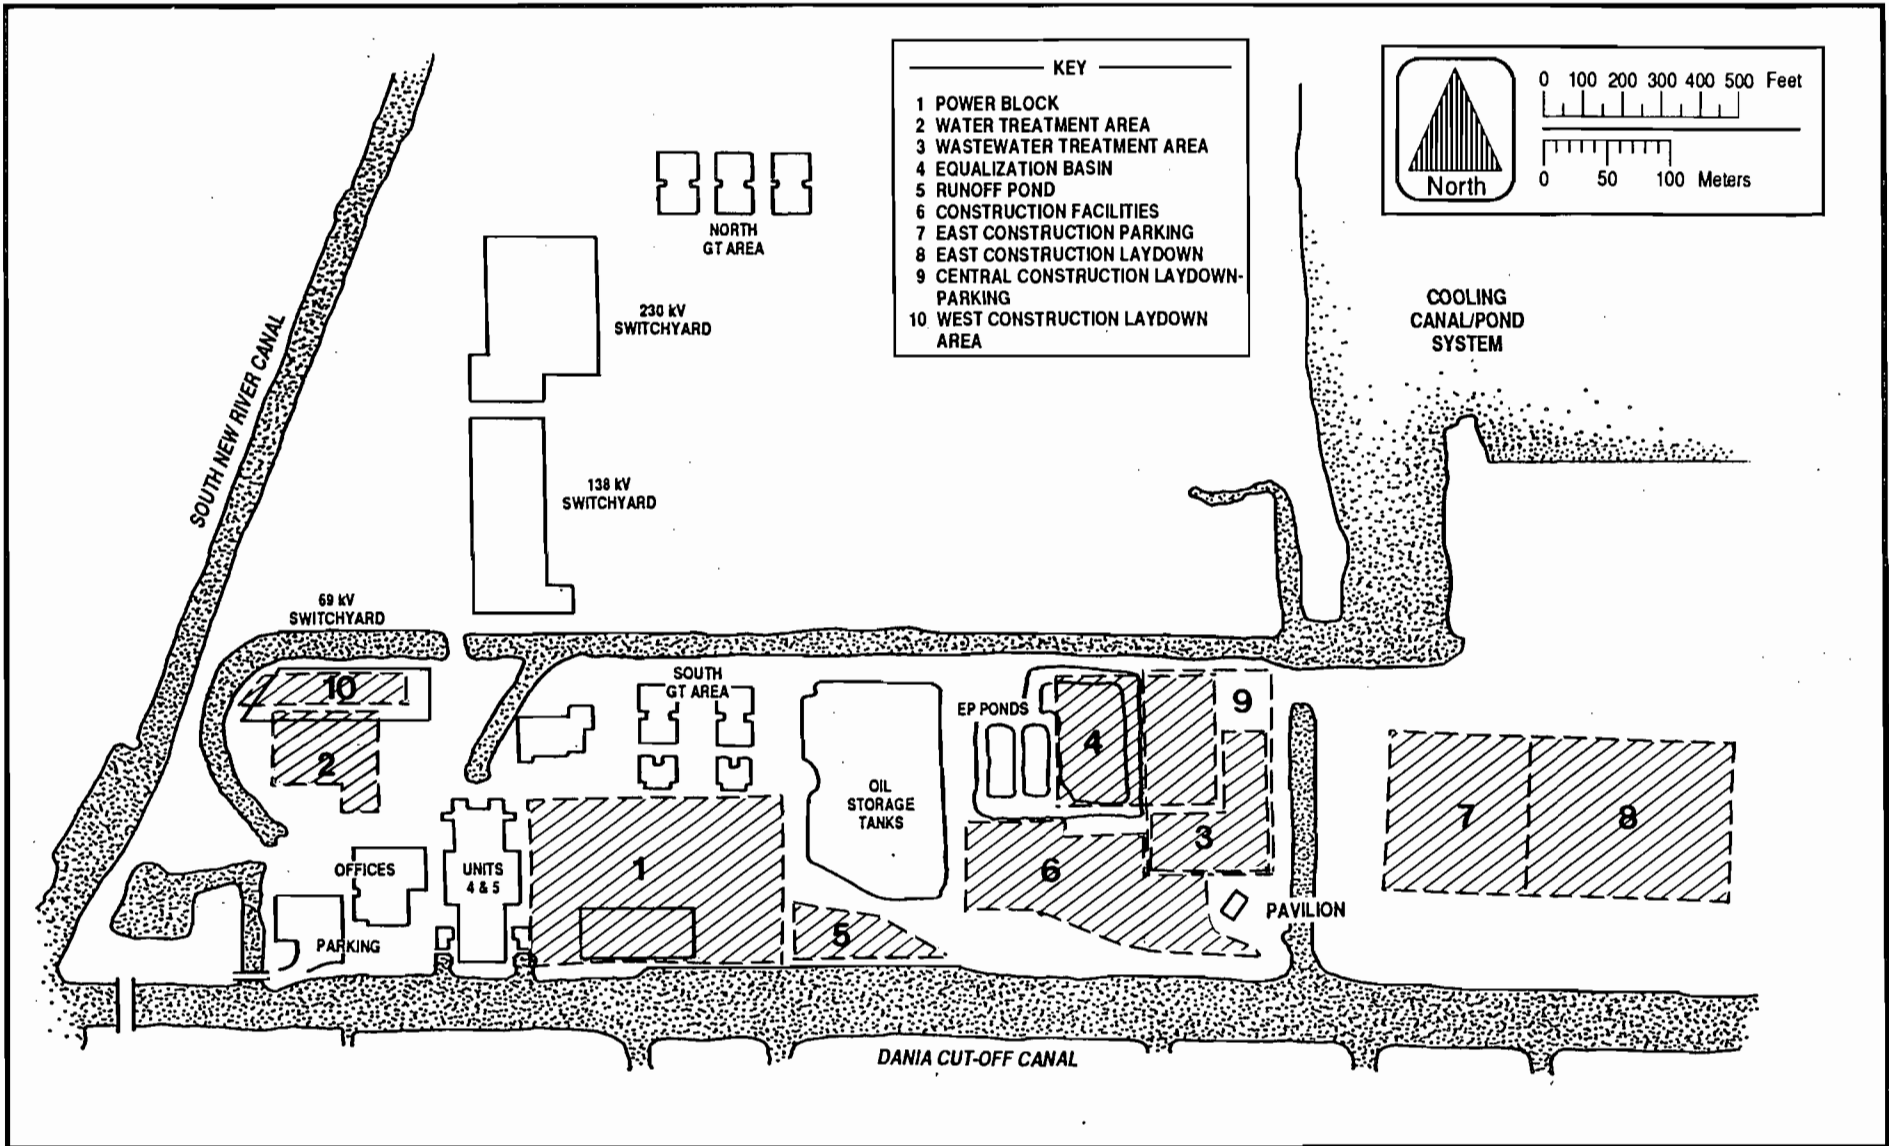 KEY
1 POWER BLOCK
2 WATER TREATMENT AREA
3 WASTEWATER TREATMENT AREA
4 EQUALIZATION BASIN
5 RUNOFF POND
6 CONSTRUCTION FACILITIES
7 EAST CONSTRUCTION PARKING
8 EAST CONSTRUCTION LAYDOWN
9 CENTRAL CONSTRUCTION LAYDOWN-
PARKING
10 WEST CONSTRUCTION LAYDOWN
AREA
North
0 100 200 300 400 500 Feet
0 50 100 Meters
NORTH
GT AREA
230 kV
SWITCHYARD
COOLING
CANAL/POND
SYSTEM
SOUTH NEW RIVER CANAL
138 kV
SWITCHYARD
69 kV
SWITCHYARD
10
2
SOUTH
GT AREA
OIL
STORAGE
TANKS
EP PONDS
4
9
3
7
8
OFFICES
UNITS
4 & 5
1
6
PARKING
5
PAVILION
DANIA CUT-OFF CANAL